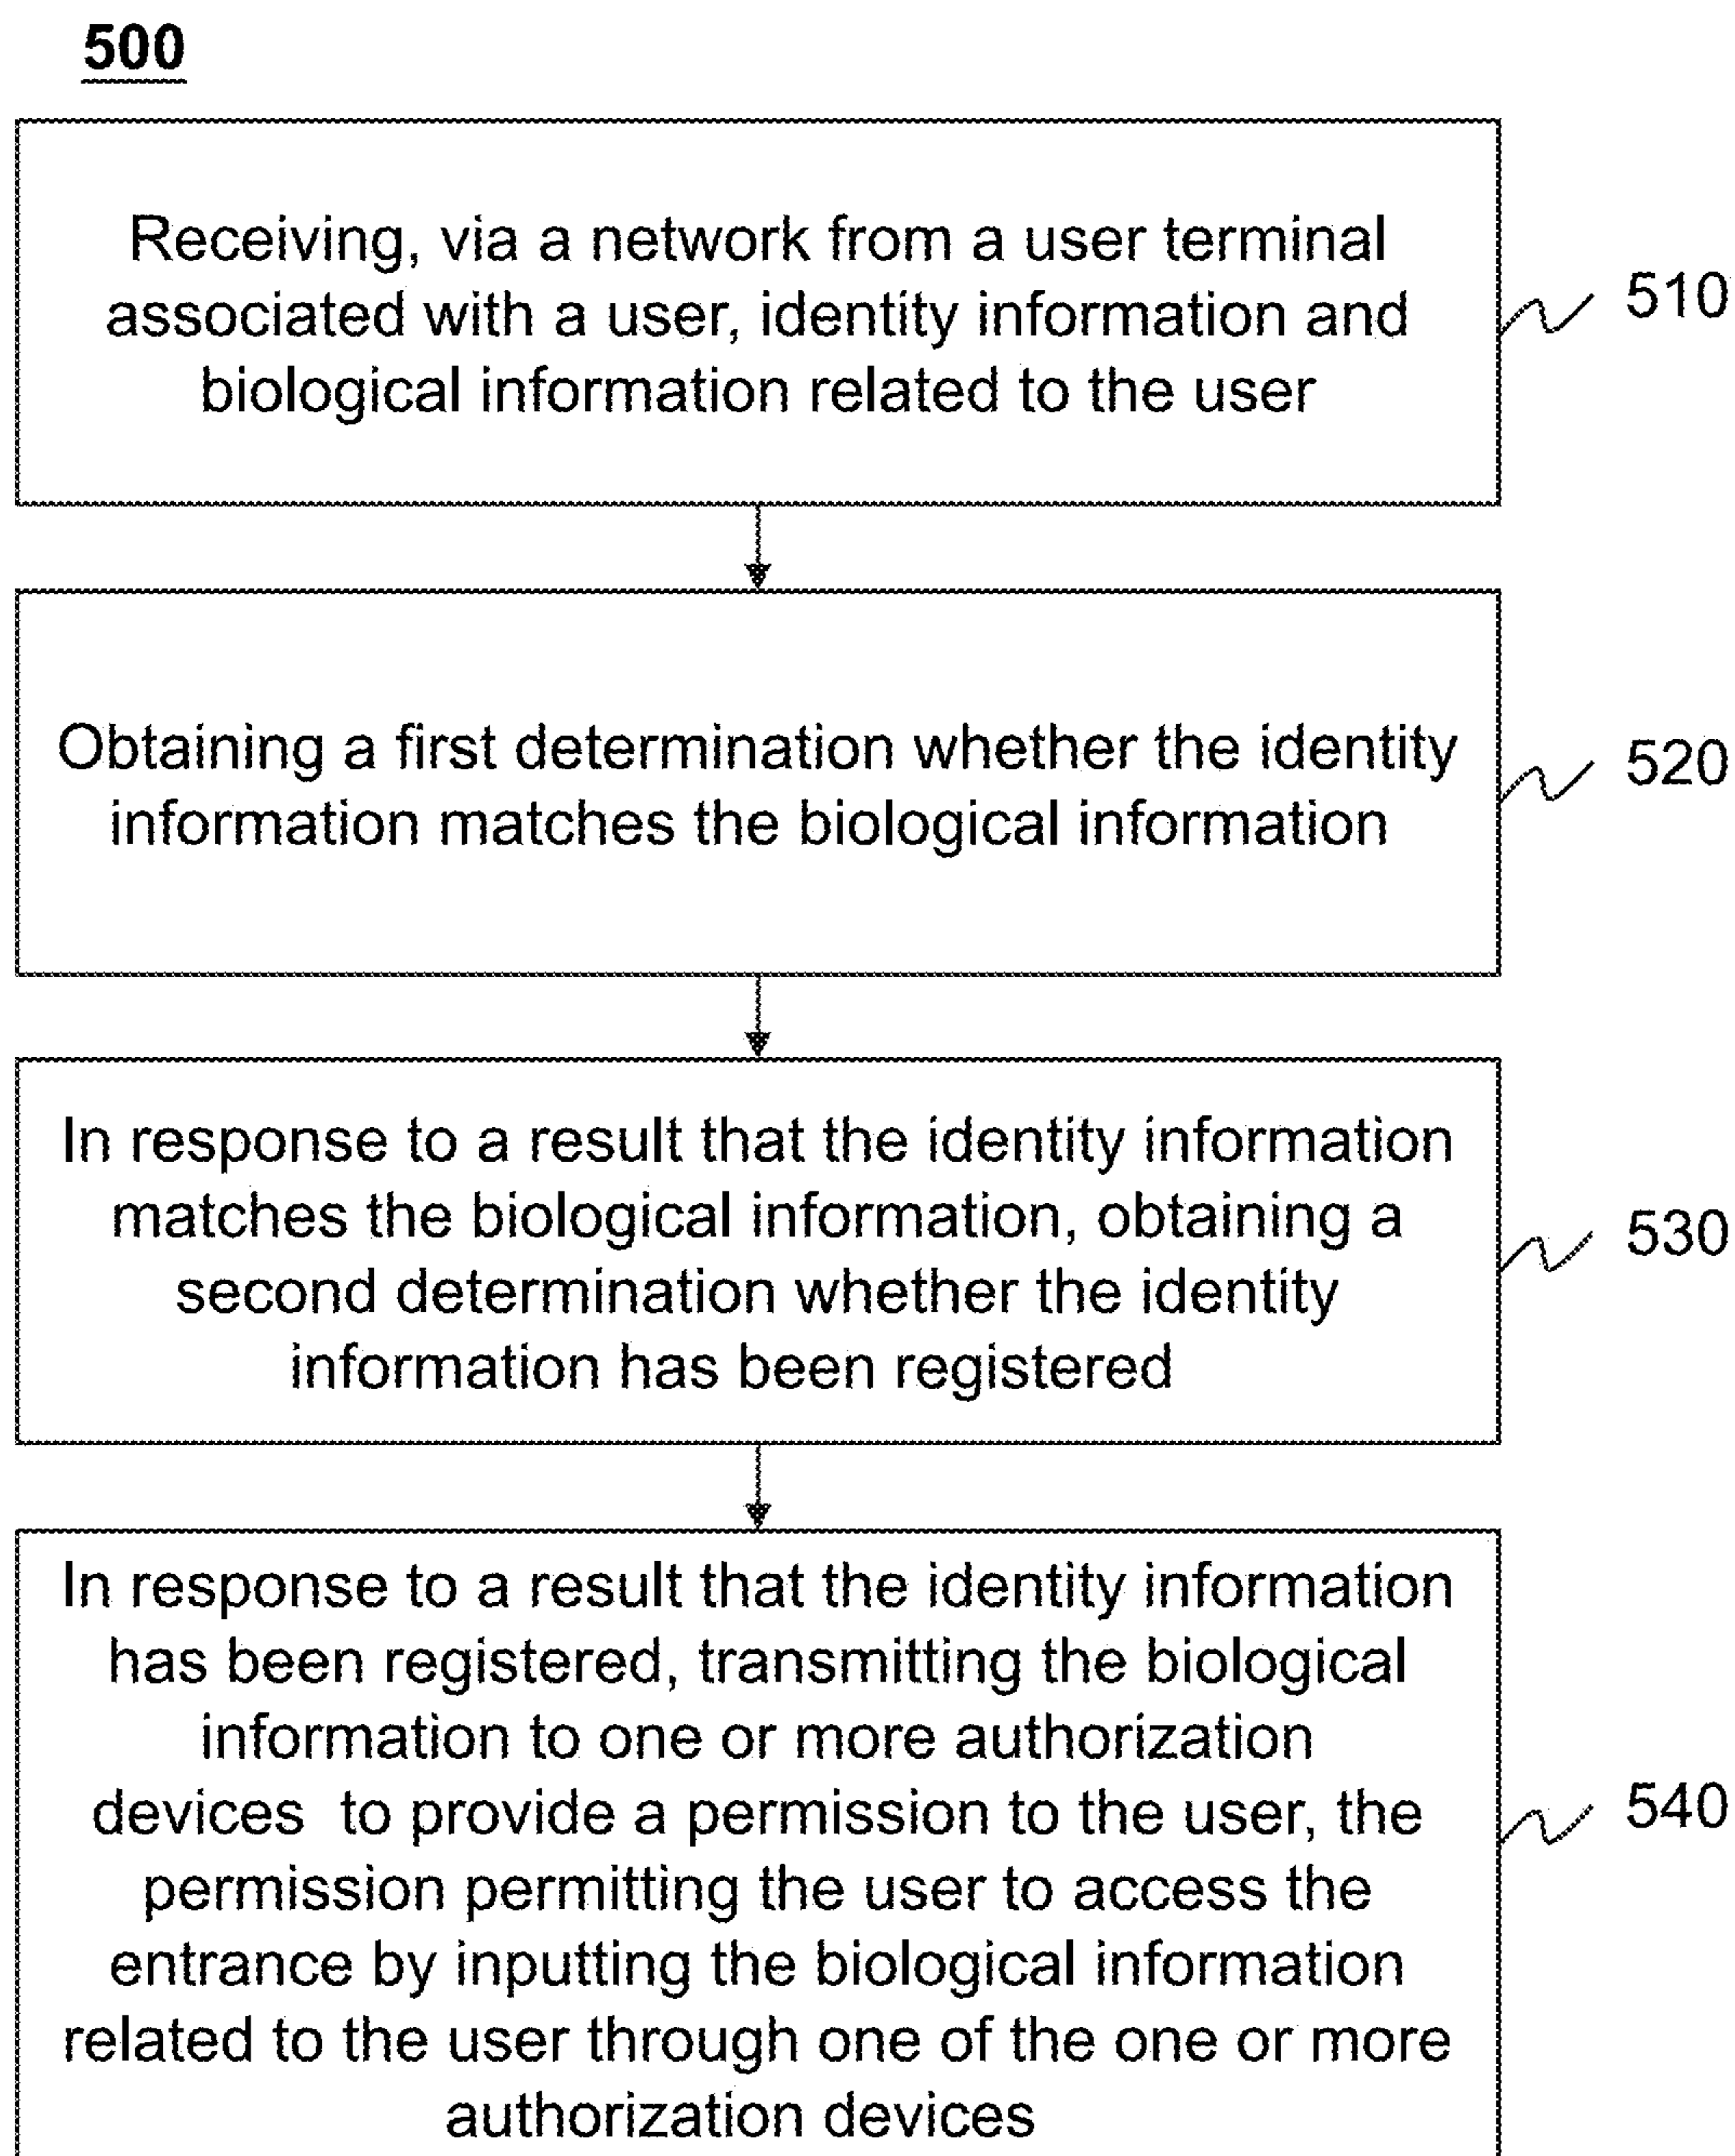 500
Receiving, via a network from a user terminal
associated with a user, identity information and
biological information related to the user
510
Obtaining a first determination whether the identity
information matches the biological information
520
In response to a result that the identity information
matches the biological information, obtaining a
second determination whether the identity
information has been registered
530
In response to a result that the identity information
has been registered, transmitting the biological
information to one or more authorization
devices to provide a permission to the user, the
permission permitting the user to access the
entrance by inputting the biological information
related to the user through one of the one or more
authorization devices
540